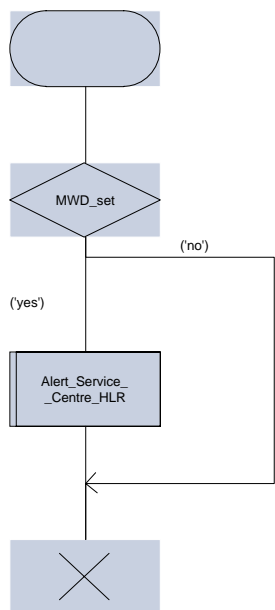 MWD_set
('no')
('yes')
Alert_Service_
_Centre_HLR